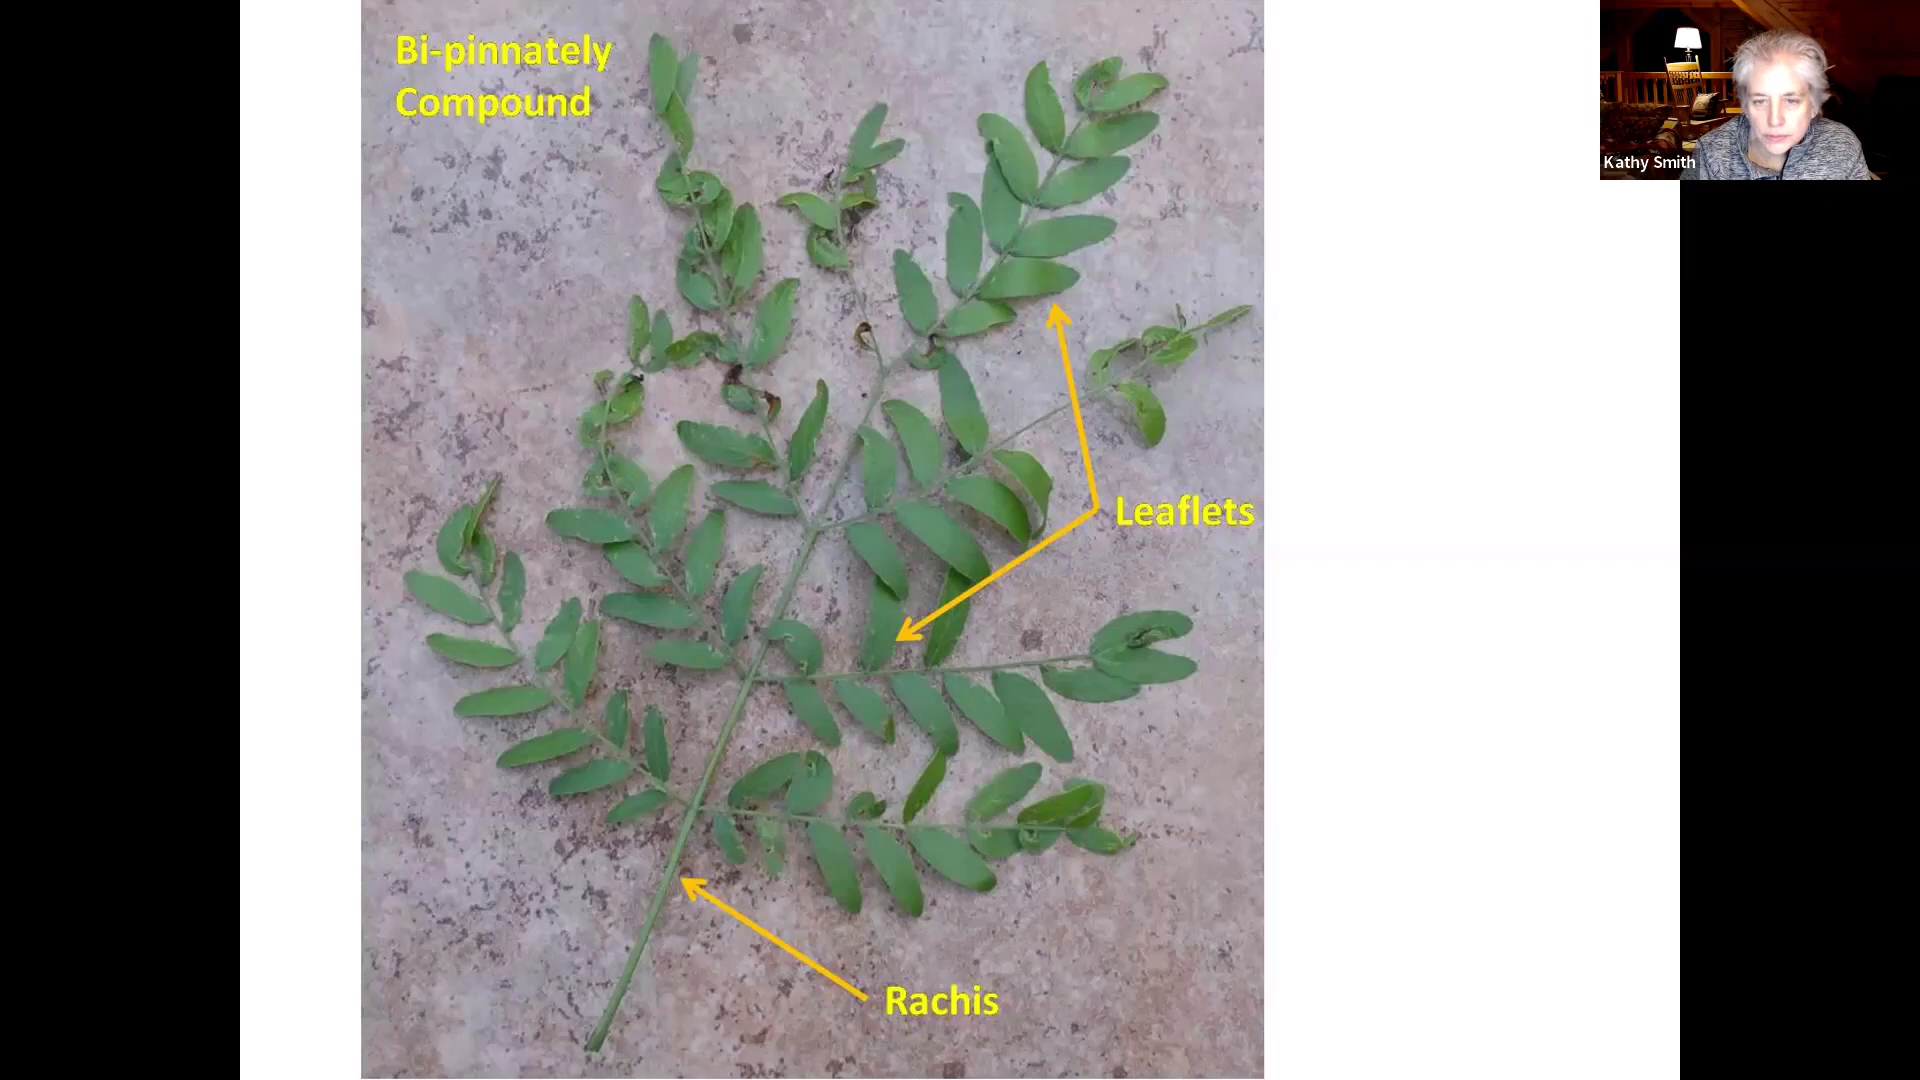 Bi-pinnately
Compound
Kathy Smith
Leaflets
Rachis